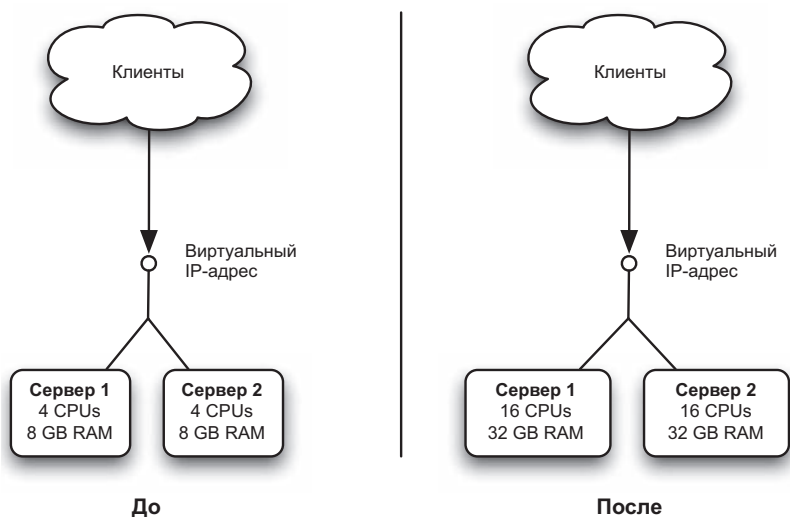 Клиенты
Виртуальный
IP-адрес
Сервер 1
4 CPUs
8 GB RAM
Сервер 2
4 CPUs
8 GB RAM
До
Клиенты
Виртуальный
IP-адрес
Сервер 1
16 CPUs
32 GB RAM
Сервер 2
16 CPUs
32 GB RAM
После